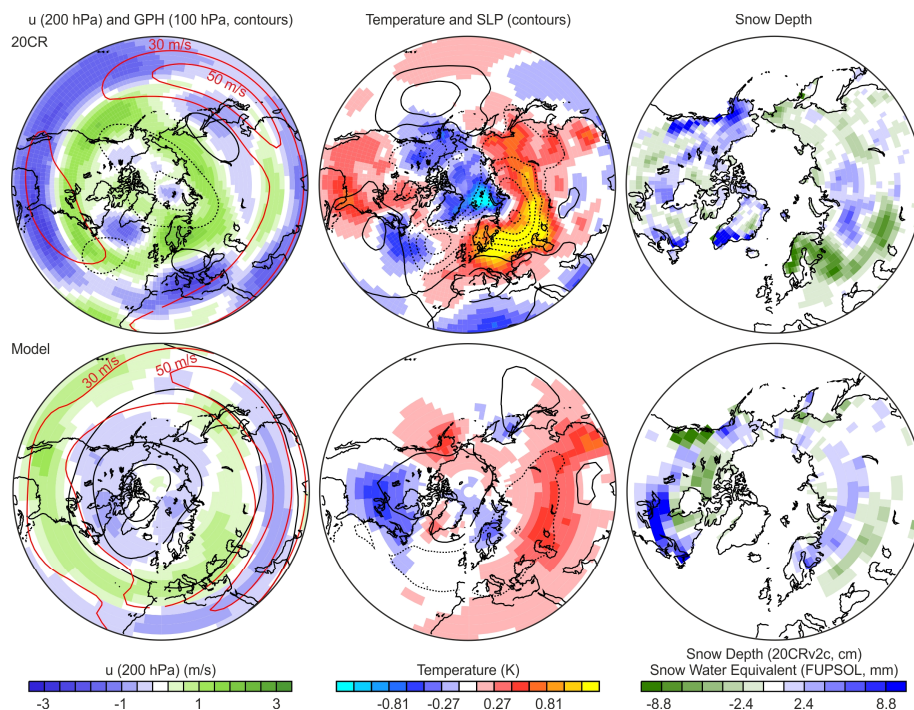 u (200 hPa) and GPH (100 hPa, contours)
Temperature and SLP (contours)
Snow Depth
20CR
30 m/s
50 m/s
Model
30 m/s
50 m/s
u (200 hPa) (m/s)
-3 -1 1 3
Temperature (K)
-0.81 -0.27 0.27 0.81
Snow Depth (20CRv2c, cm)
Snow Water Equivalent (FUPSOL, mm)
-8.8 -2.4 2.4 8.8